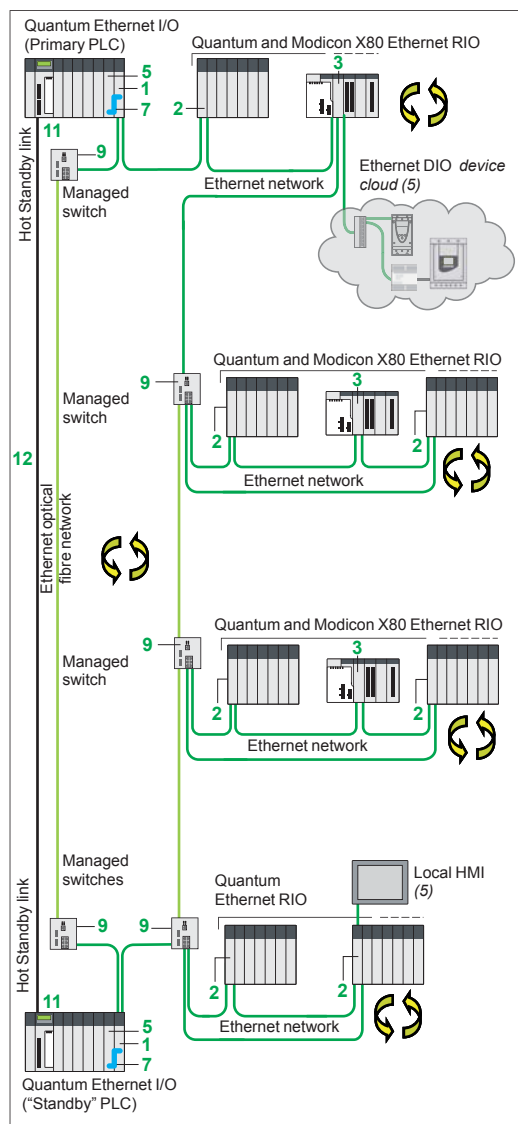 Quantum Ethernet I/O
(Primary PLC)
Quantum and Modicon X80 Ethernet RIO
5
1
7
2
3
11
9
Hot Standby link
Managed
switch
Ethernet network
Ethernet DIO device
cloud (5)
9
Managed
switch
Quantum and Modicon X80 Ethernet RIO
3
2
2
Ethernet network
12
Ethernet optical
fibre network
9
Managed
switch
Quantum and Modicon X80 Ethernet RIO
3
2
2
Ethernet network
Managed
switches
9
9
Quantum
Ethernet RIO
Local HMI
(5)
2
2
Ethernet network
Hot Standby link
11
5
1
7
Quantum Ethernet I/O
(“Standby” PLC)